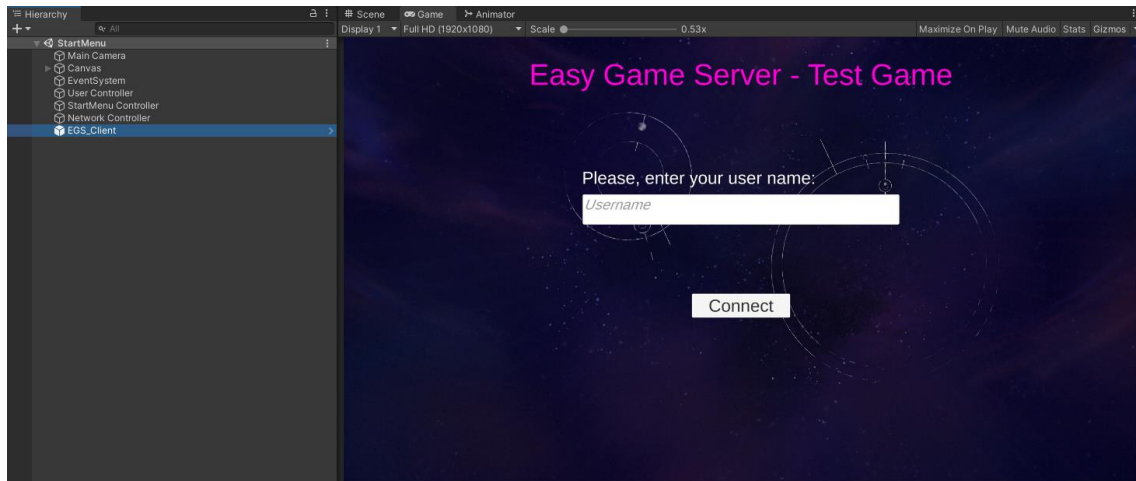 Hierarchy
All
StartMenu
Main Camera
Canvas
EventSystem
User Controller
StartMenu Controller
Network Controller
EGS_Client
Scene Game Animator
Display 1 Full HD (1920x1080) Scale 0.53x Maximize On Play Mute Audio Stats Gizmos
Easy Game Server - Test Game
Please, enter your user name:
Username
Connect